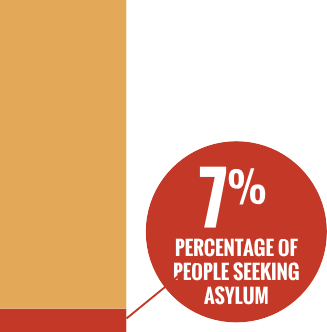 7%
PERCENTAGE OF
PEOPLE SEEKING
ASYLUM